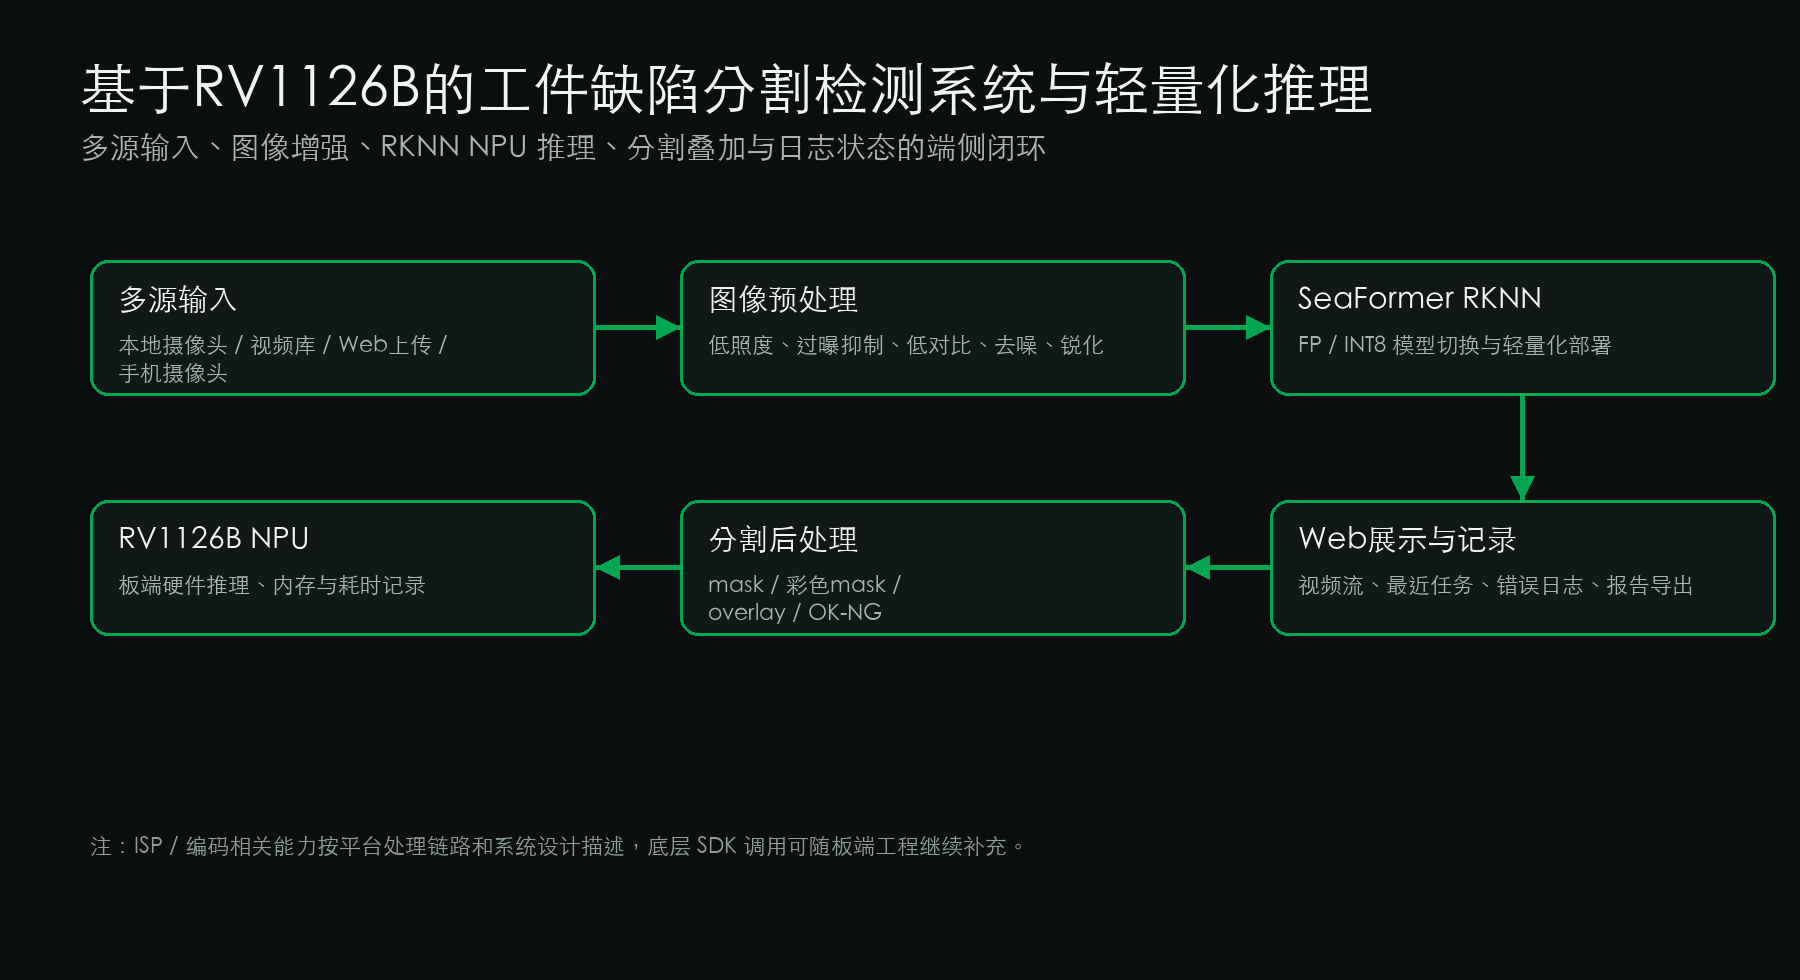 基于RV1126B的工件缺陷分割检测系统与轻量化推理
多源输入、图像增强、RKNN NPU 推理、分割叠加与日志状态的端侧闭环
多源输入
本地摄像头 / 视频库 / Web上传 /
手机摄像头
图像预处理
低照度、过曝抑制、低对比、去噪、锐化
SeaFormer RKNN
FP / INT8 模型切换与轻量化部署
RV1126B NPU
板端硬件推理、内存与耗时记录
分割后处理
mask / 彩色mask /
overlay / OK-NG
Web展示与记录
视频流、最近任务、错误日志、报告导出
注：ISP / 编码相关能力按平台处理链路和系统设计描述，底层 SDK 调用可随板端工程继续补充。